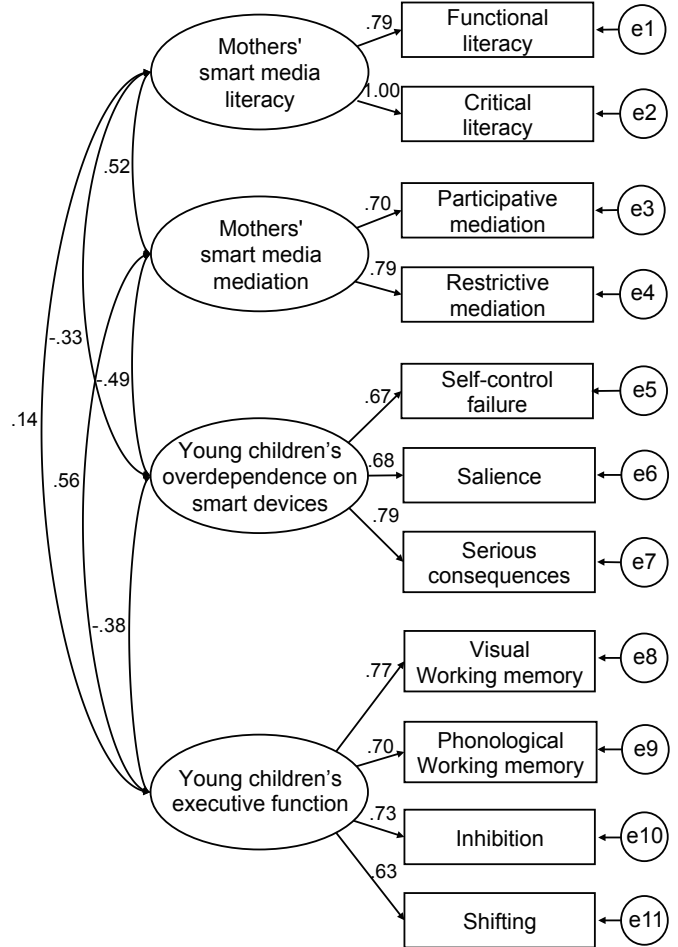 Mothers'
smart media
literacy
.79
Functional
literacy
e1
1.00
Critical
literacy
e2
.52
Mothers'
smart media
mediation
.70
Participative
mediation
e3
.79
Restrictive
mediation
e4
-.33
-.49
.14
.56
Young children’s
overdependence on
smart devices
.67
Self-control
failure
e5
.68
Salience
e6
.79
Serious
consequences
e7
-.38
Young children’s
executive function
.77
Visual
Working memory
e8
.70
Phonological
Working memory
e9
.73
Inhibition
e10
.63
Shifting
e11